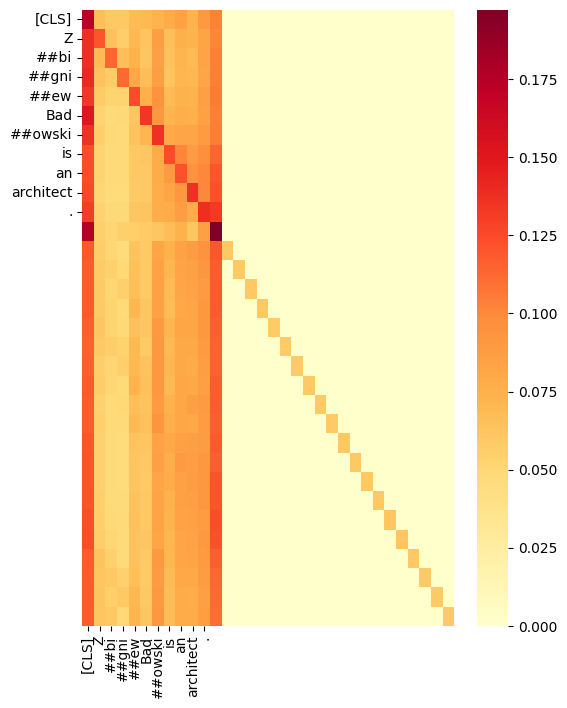 [CLS]
Z
##bi
##gni
##ew
Bad
##owski
is
an
architect
.
0.175
0.150
0.125
0.100
0.075
0.050
0.025
0.000
[CLS]
Z
##bi
##gni
##ew
Bad
##owski
is
an
architect
.